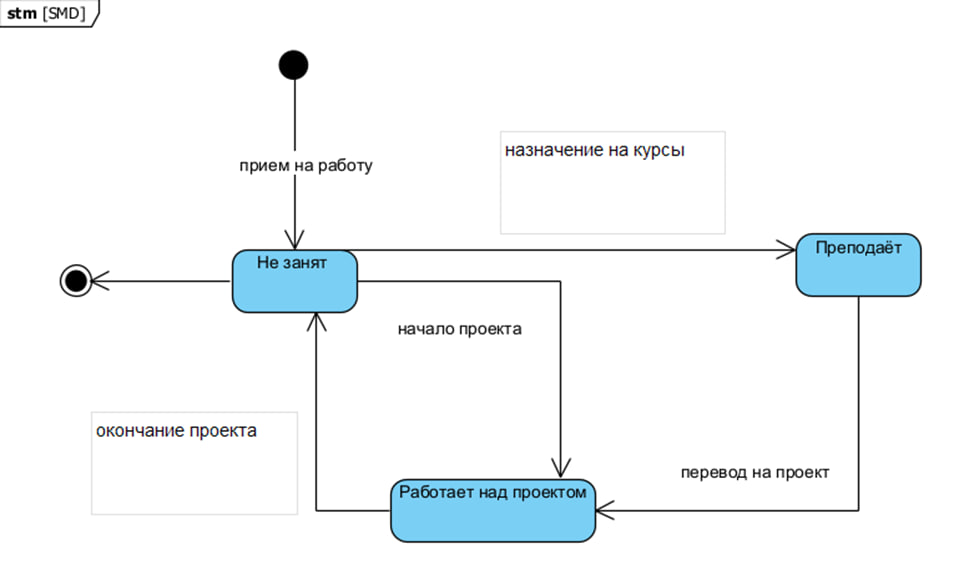 stm [SMD]
назначение на курсы
прием на работу
Не занят
Преподаёт
начало проекта
окончание проекта
перевод на проект
Работает над проектом